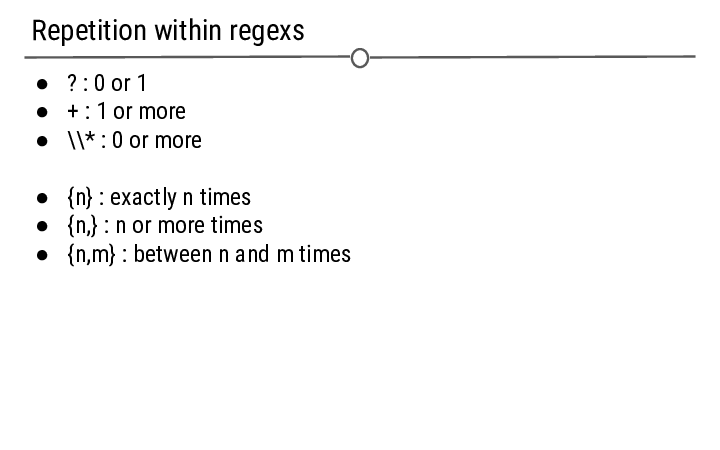 Repetition within regexs
● ? : 0 or 1
● + : 1 or more
● \\* : 0 or more
● {n} : exactly n times
● {n,} : n or more times
● {n,m} : between n and m times